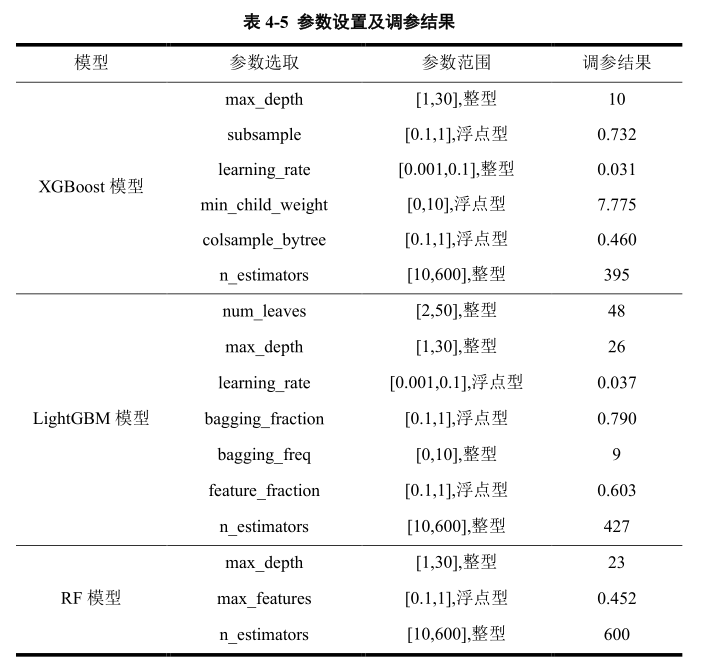 表 4-5 参数设置及调参结果
模型 参数选取 参数范围 调参结果
max_depth [1,30],整型 10
subsample [0.1,1],浮点型 0.732
learning_rate [0.001,0.1],整型 0.031
XGBoost 模型
min_child_weight [0,10],浮点型 7.775
colsample_bytree [0.1,1],浮点型 0.460
n_estimators [10,600],整型 395
num_leaves [2,50],整型 48
max_depth [1,30],整型 26
learning_rate [0.001,0.1],浮点型 0.037
LightGBM 模型 bagging_fraction [0.1,1],浮点型 0.790
bagging_freq [0,10],整型 9
feature_fraction [0.1,1],浮点型 0.603
n_estimators [10,600],整型 427
max_depth [1,30],整型 23
RF 模型 max_features [0.1,1],浮点型 0.452
n_estimators [10,600],整型 600